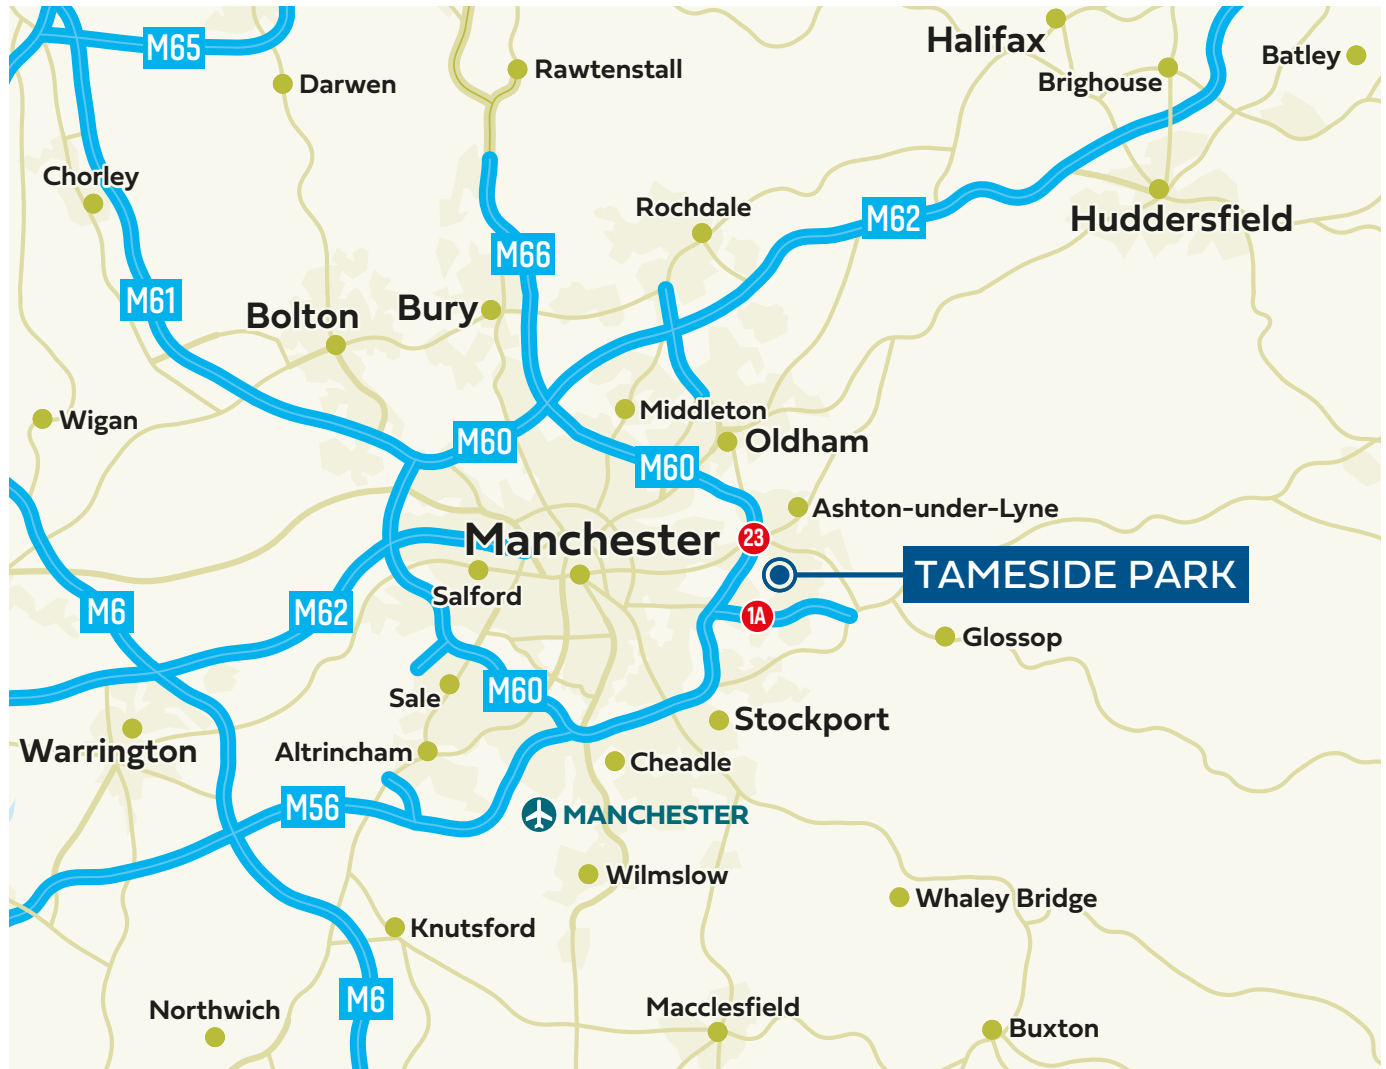 Halifax
M65
Batley
Rawtenstall
Brighouse
Darwen
Chorley
Rochdale
M62
Huddersfield
M66
M61
Bury
Bolton
Middleton
Wigan
M60
Oldham
M60
Ashton-under-Lyne
Manchester
23
TAMESIDE PARK
Salford
M6
M62
1A
Glossop
M60
Sale
Stockport
Warrington
Altrincham
Cheadle
M56
MANCHESTER
Wilmslow
Whaley Bridge
Knutsford
M6
Macclesfield
Northwich
Buxton